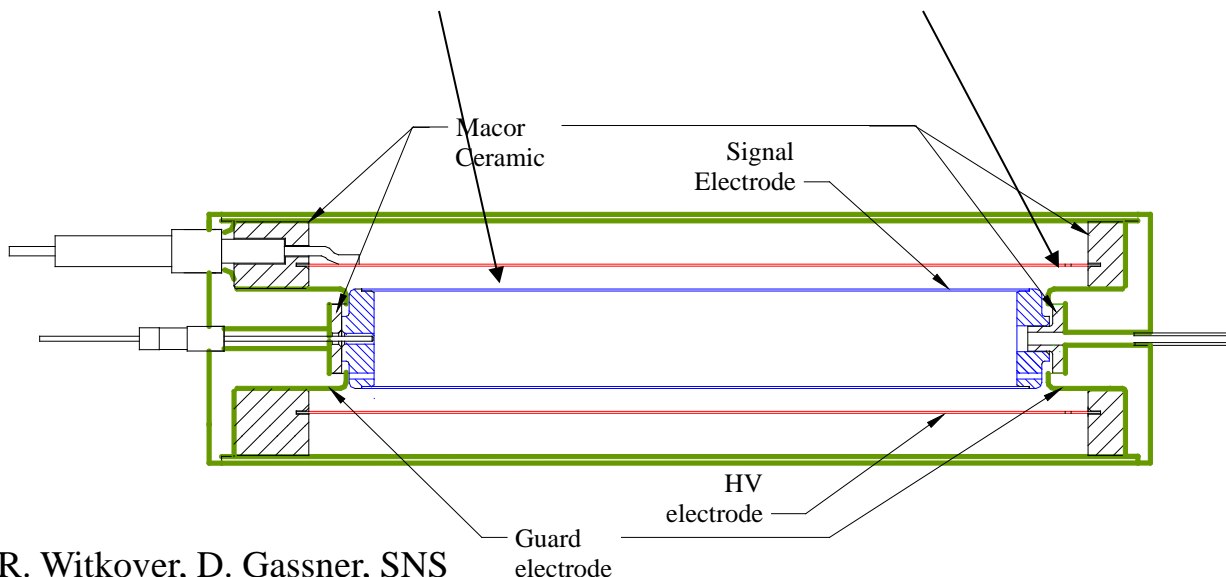 Macor
Ceramic
Signal
Electrode
HV
electrode
Guard
electrode
R. Witkover, D. Gassner, SNS